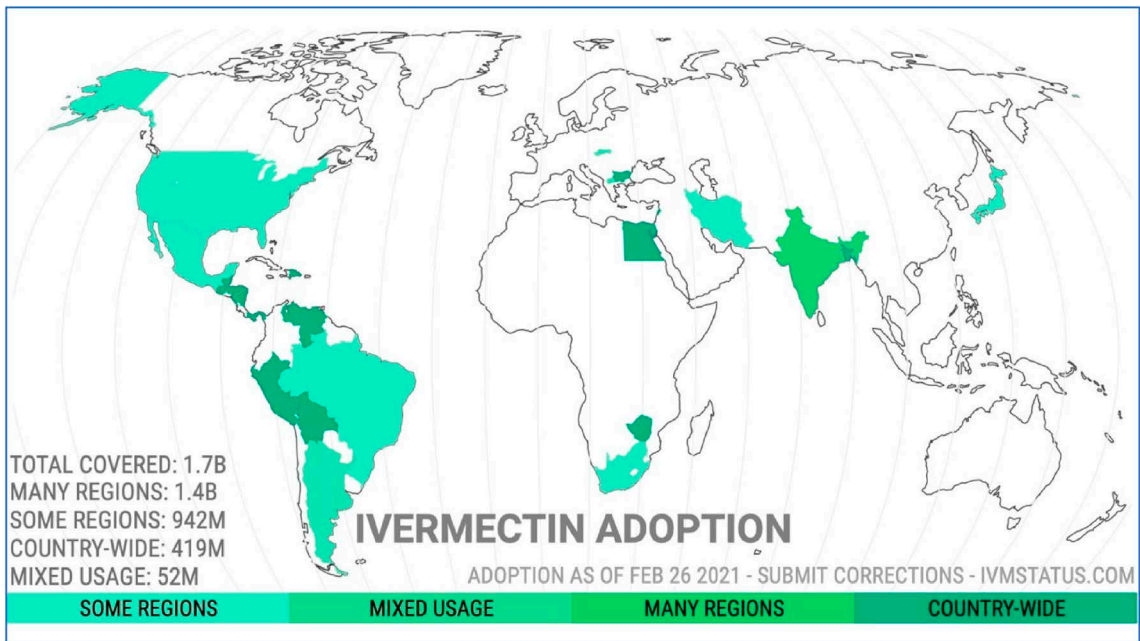 TOTAL COVERED: 1.7B
MANY REGIONS: 1.4B
SOME REGIONS: 942M
COUNTRY-WIDE: 419M
MIXED USAGE: 52M
IVERMECTIN ADOPTION
ADOPTION AS OF FEB 26 2021 - SUBMIT CORRECTIONS - IVMSTATUS.COM
SOME REGIONS MIXED USAGE MANY REGIONS COUNTRY-WIDE